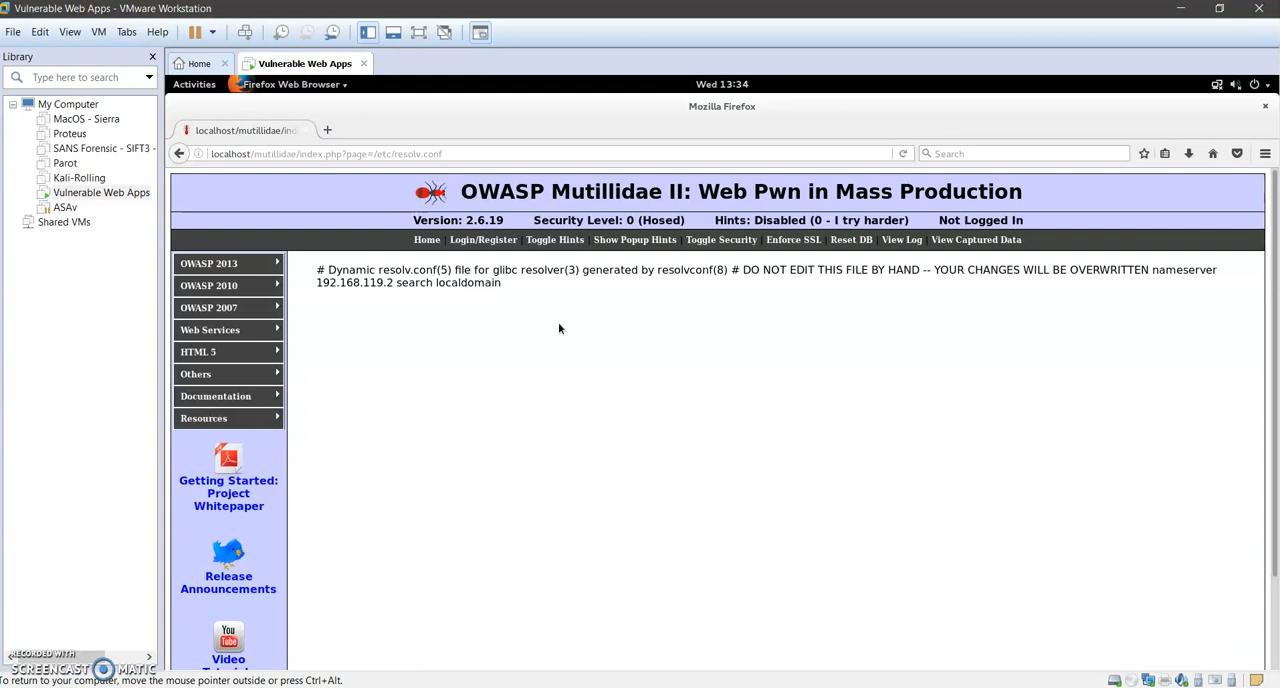 Vulnerable Web Apps - VMware Workstation
File Edit View VM Tabs Help
Library
Type here to search
My Computer
MacOS - Sierra
Proteus
SANS Forensic - SIFT3 -
Parot
Kali-Rolling
Vulnerable Web Apps
ASAv
Shared VMs
Home
Vulnerable Web Apps
Activities
Firefox Web Browser
Wed 13:34
Mozilla Firefox
localhost/mutillidae/ind
localhost/mutillidae/index.php?page=/etc/resolv.conf
Search
OWASP Mutillidae II: Web Pwn in Mass Production
Version: 2.6.19 Security Level: 0 (Hosed) Hints: Disabled (0 - I try harder) Not Logged In
Home | Login/Register | Toggle Hints | Show Popup Hints | Toggle Security | Enforce SSL | Reset DB | View Log | View Captured Data
OWASP 2013
OWASP 2010
OWASP 2007
Web Services
HTML 5
Others
Documentation
Resources
Getting Started:
Project
Whitepaper
Release
Announcements
You
Tube
Video
# Dynamic resolv.conf(5) file for glibc resolver(3) generated by resolvconf(8) # DO NOT EDIT THIS FILE BY HAND -- YOUR CHANGES WILL BE OVERWRITTEN nameserver
192.168.119.2 search localdomain
RECORDED WITH
SCREENCAST MATIC
To return to your computer, move the mouse pointer outside or press Ctrl+Alt.